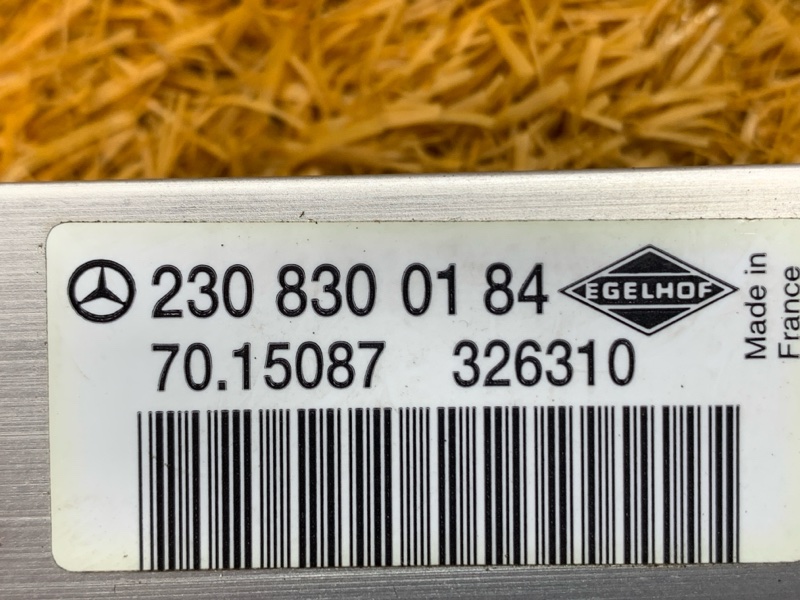 230 830 01 84 EGELHOF
70.15087 326310
Made in
France